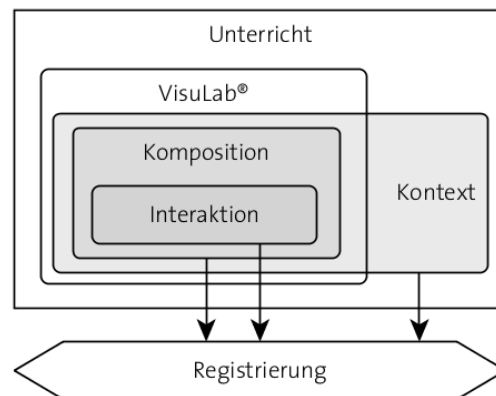 Unterricht
VisuLab®
Komposition
Kontext
Interaktion
Registrierung